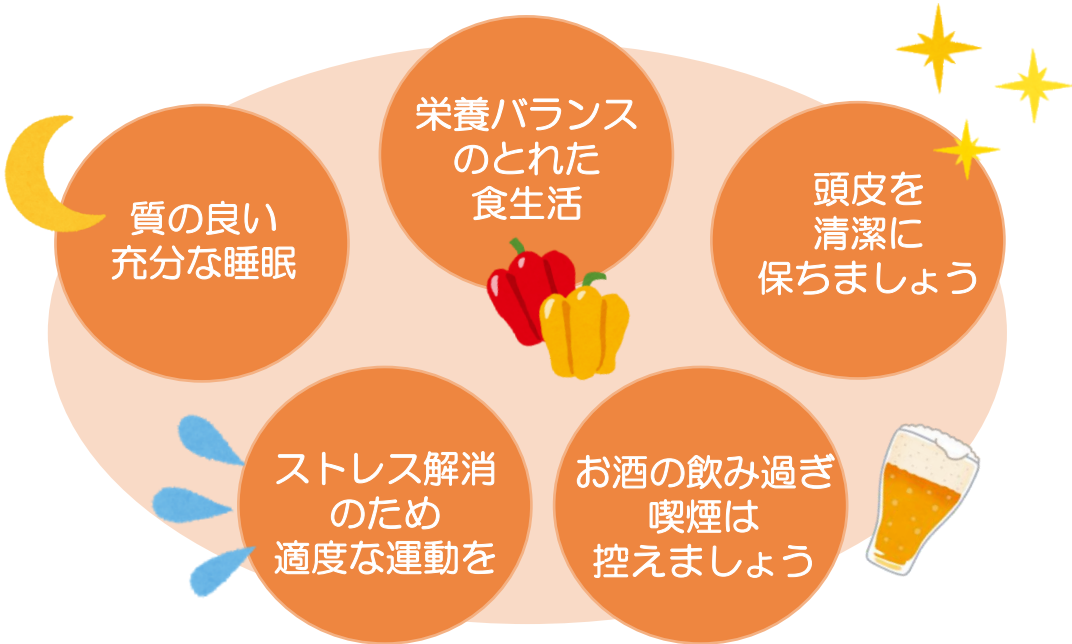 栄養バランス
のとれた
食生活
質の良い
充分な睡眠
頭皮を
清潔に
保ちましょう
ストレス解消
のため
適度な運動を
お酒の飲み過ぎ
喫煙は
控えましょう